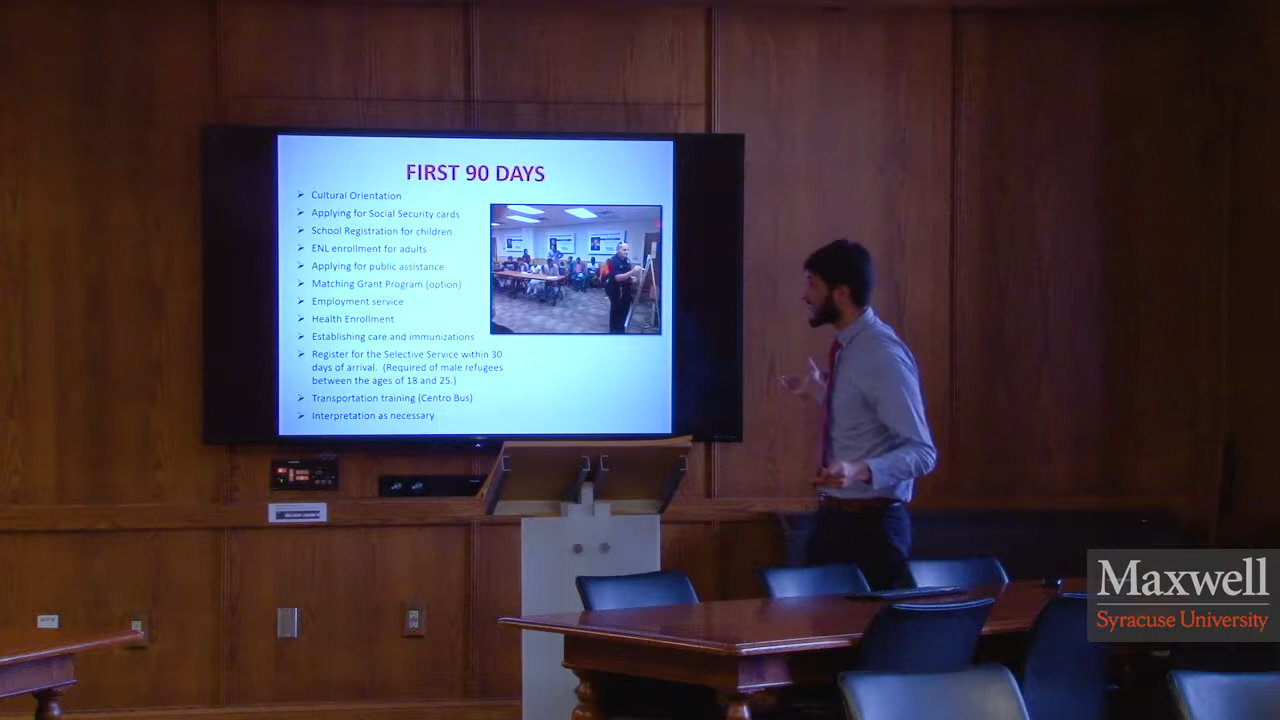 FIRST 90 DAYS
➢ Cultural Orientation
➢ Applying for Social Security cards
➢ School Registration for children
➢ ENL enrollment for adults
➢ Applying for public assistance
➢ Matching Grant Program (option)
➢ Employment service
➢ Health Enrollment
➢ Establishing care and immunizations
➢ Register for the Selective Service within 30
days of arrival. (Required of male refugees
between the ages of 18 and 25.)
➢ Transportation training (Centro Bus)
➢ Interpretation as necessary
Maxwell
Syracuse University